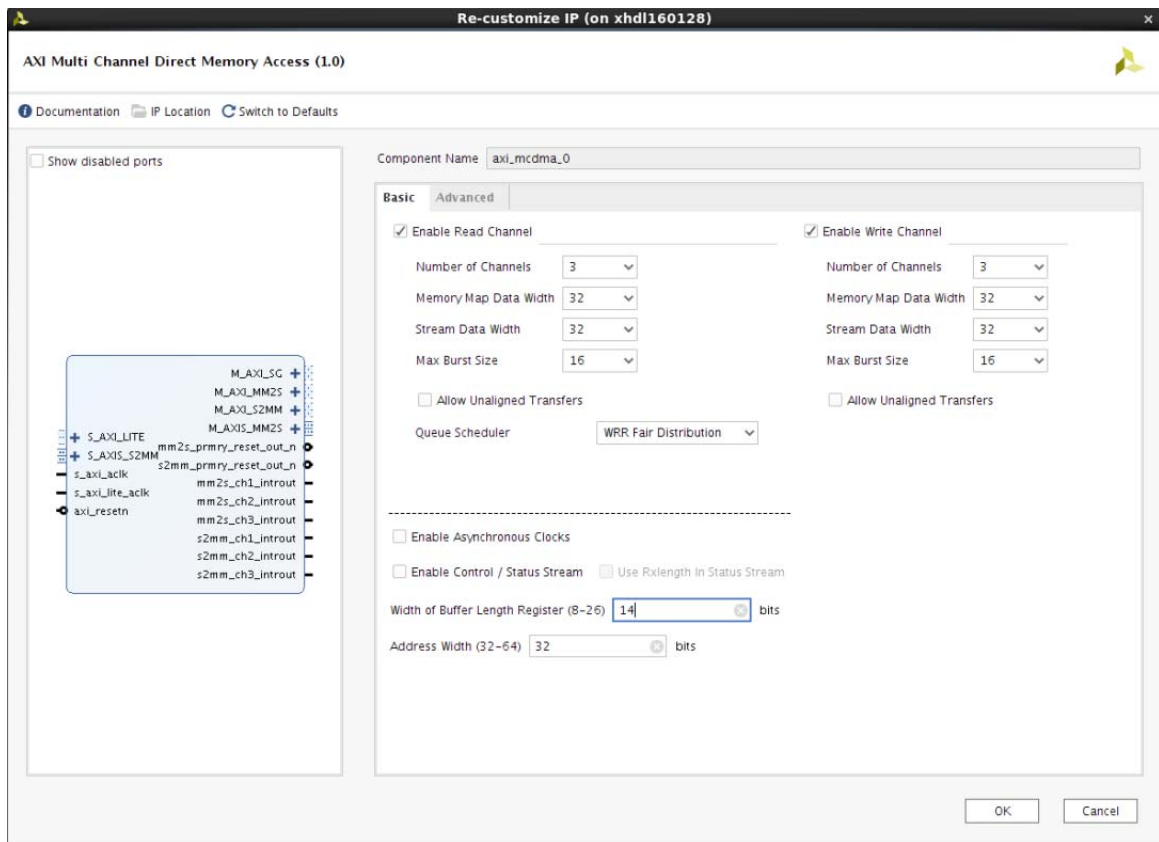 Re-customize IP (on xhdl160128)
AXI Multi Channel Direct Memory Access (1.0)
Documentation IP Location Switch to Defaults
Show disabled ports
M_AXI_SG
M_AXI_MM2S
M_AXI_S2MM
M_AXIS_MM2S
S_AXI_LITE
mm2s_prmry_reset_out_n
S_AXIS_S2MM
s2mm_prmry_reset_out_n
s_axi_aclk
mm2s_ch1_introut
s_axi_lite_aclk
mm2s_ch2_introut
axi_resetn
mm2s_ch3_introut
s2mm_ch1_introut
s2mm_ch2_introut
s2mm_ch3_introut
Component Name axi_mcdma_0
Basic Advanced
Enable Read Channel
Number of Channels 3
Memory Map Data Width 32
Stream Data Width 32
Max Burst Size 16
Allow Unaligned Transfers
Queue Scheduler WRR Fair Distribution
Enable Write Channel
Number of Channels 3
Memory Map Data Width 32
Stream Data Width 32
Max Burst Size 16
Allow Unaligned Transfers
Enable Asynchronous Clocks
Enable Control / Status Stream Use Rxlength In Status Stream
Width of Buffer Length Register (8-26) 14 bits
Address Width (32-64) 32 bits
OK Cancel